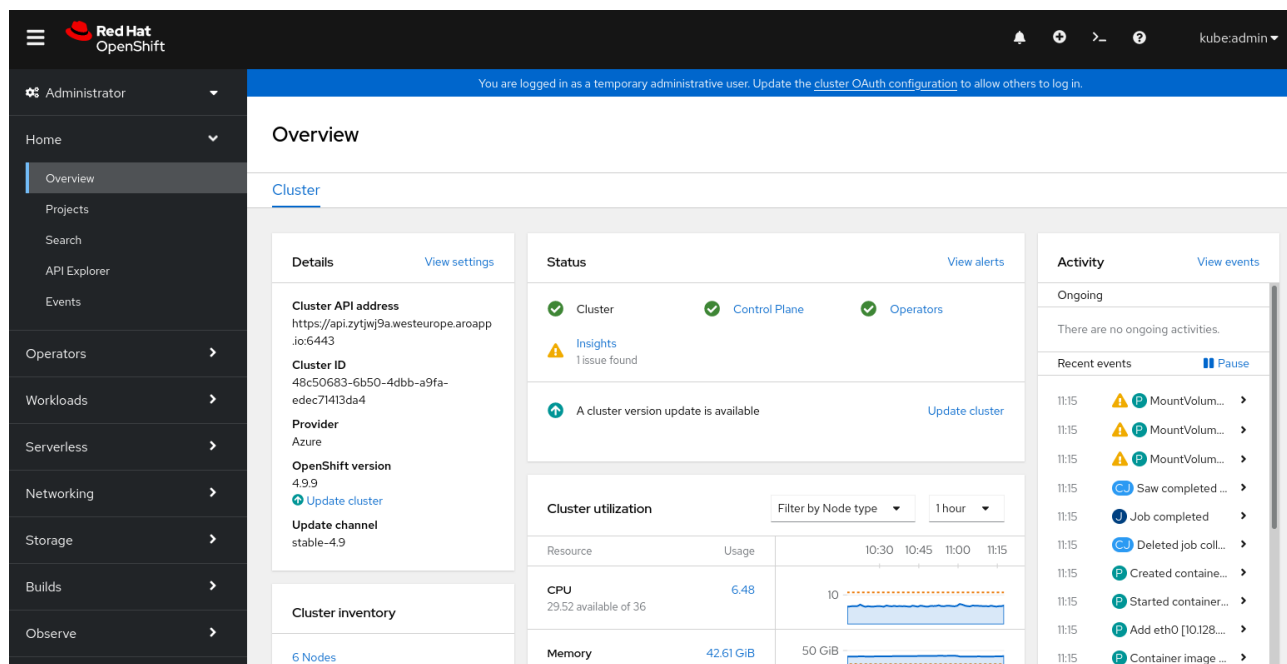 Red Hat
OpenShift
kube:admin
Administrator
You are logged in as a temporary administrative user. Update the cluster OAuth configuration to allow others to log in.
Home
Overview
Projects
Search
API Explorer
Events
Operators
Workloads
Serverless
Networking
Storage
Builds
Observe
Overview
Cluster
Details
View settings
Cluster API address
https://api.zytjwj9a.westeurope.aroapp
.io:6443
Cluster ID
48c50683-6b50-4dbb-a9fa-
edec71413da4
Provider
Azure
OpenShift version
4.9.9
Update cluster
Update channel
stable-4.9
Cluster inventory
6 Nodes
Status
View alerts
Cluster
Control Plane
Operators
Insights
1 issue found
A cluster version update is available
Update cluster
Cluster utilization
Filter by Node type
1 hour
Resource
Usage
10:30 10:45 11:00 11:15
CPU
29.52 available of 36
6.48
10
Memory
42.61 GiB
50 GiB
Activity
View events
Ongoing
There are no ongoing activities.
Recent events
Pause
11:15 P MountVolum...
11:15 P MountVolum...
11:15 P MountVolum...
11:15 CJ Saw completed ...
11:15 J Job completed
11:15 CJ Deleted job coll...
11:15 P Created containe...
11:15 P Started container...
11:15 P Add eth0 [10.128....
11:15 P Container image ...